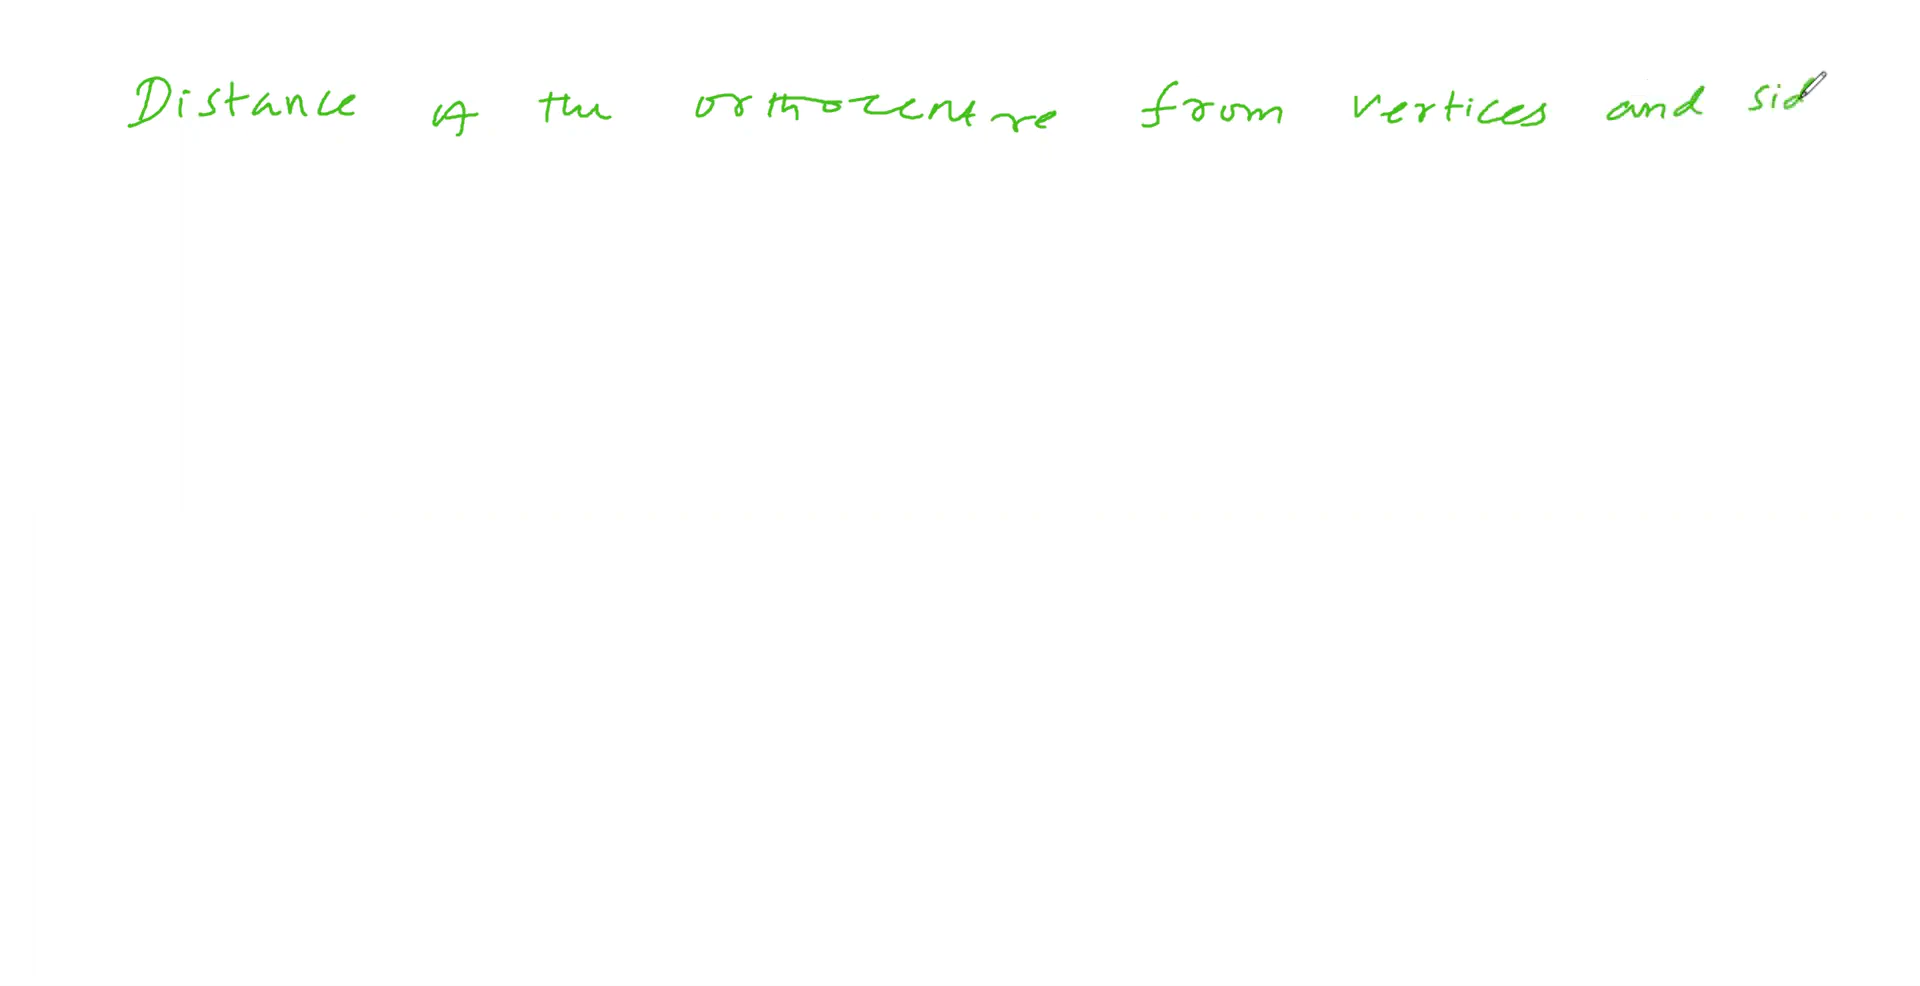 Distance of the orthocentre from vertices and sid